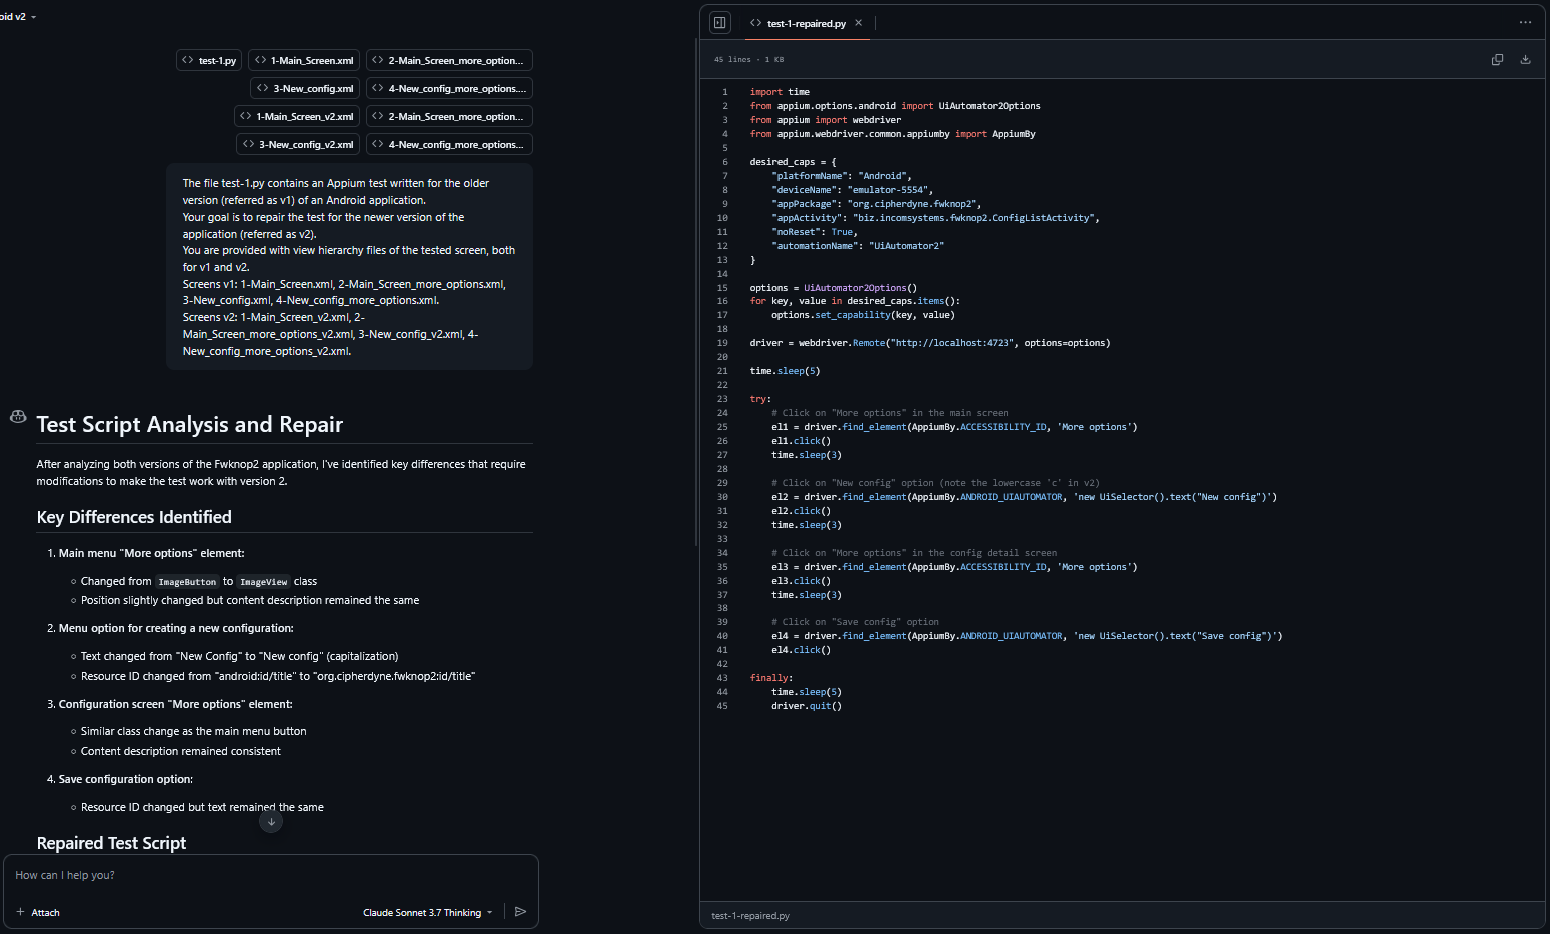 oid v2
test-1.py
1-Main_Screen.xml
2-Main_Screen_more_option...
3-New_config.xml
4-New_config_more_options....
1-Main_Screen_v2.xml
2-Main_Screen_more_option...
3-New_config_v2.xml
4-New_config_more_options...
The file test-1.py contains an Appium test written for the older
version (referred as v1) of an Android application.
Your goal is to repair the test for the newer version of the
application (referred as v2).
You are provided with view hierarchy files of the tested screen, both
for v1 and v2.
Screens v1: 1-Main_Screen.xml, 2-Main_Screen_more_options.xml,
3-New_config.xml, 4-New_config_more_options.xml.
Screens v2: 1-Main_Screen_v2.xml, 2-
Main_Screen_more_options_v2.xml, 3-New_config_v2.xml, 4-
New_config_more_options_v2.xml.
Test Script Analysis and Repair
After analyzing both versions of the Fwknop2 application, I've identified key differences that require
modifications to make the test work with version 2.
Key Differences Identified
1. Main menu "More options" element:
Changed from ImageButton to ImageView class
Position slightly changed but content description remained the same
2. Menu option for creating a new configuration:
Text changed from "New Config" to "New config" (capitalization)
Resource ID changed from "android:id/title" to "org.cipherdyne.fwknop2:id/title"
3. Configuration screen "More options" element:
Similar class change as the main menu button
Content description remained consistent
4. Save configuration option:
Resource ID changed but text remained the same
Repaired Test Script
How can I help you?
Attach
Claude Sonnet 3.7 Thinking
test-1-repaired.py
45 lines · 1 KB
1 import time
2 from appium.options.android import UiAutomator2Options
3 from appium import webdriver
4 from appium.webdriver.common.appiumby import AppiumBy
5
6 desired_caps = {
7 "platformName": "Android",
8 "deviceName": "emulator-5554",
9 "appPackage": "org.cipherdyne.fwknop2",
10 "appActivity": "biz.incomsystems.fwknop2.ConfigListActivity",
11 "noReset": True,
12 "automationName": "UiAutomator2"
13 }
14
15 options = UiAutomator2Options()
16 for key, value in desired_caps.items():
17 options.set_capability(key, value)
18
19 driver = webdriver.Remote("http://localhost:4723", options=options)
20
21 time.sleep(5)
22
23 try:
24 # Click on "More options" in the main screen
25 el1 = driver.find_element(AppiumBy.ACCESSIBILITY_ID, 'More options')
26 el1.click()
27 time.sleep(3)
28
29 # Click on "New config" option (note the lowercase 'c' in v2)
30 el2 = driver.find_element(AppiumBy.ANDROID_UIAUTOMATOR, 'new UiSelector().text("New config")')
31 el2.click()
32 time.sleep(3)
33
34 # Click on "More options" in the config detail screen
35 el3 = driver.find_element(AppiumBy.ACCESSIBILITY_ID, 'More options')
36 el3.click()
37 time.sleep(3)
38
39 # Click on "Save config" option
40 el4 = driver.find_element(AppiumBy.ANDROID_UIAUTOMATOR, 'new UiSelector().text("Save config")')
41 el4.click()
42
43 finally:
44 time.sleep(5)
45 driver.quit()
test-1-repaired.py